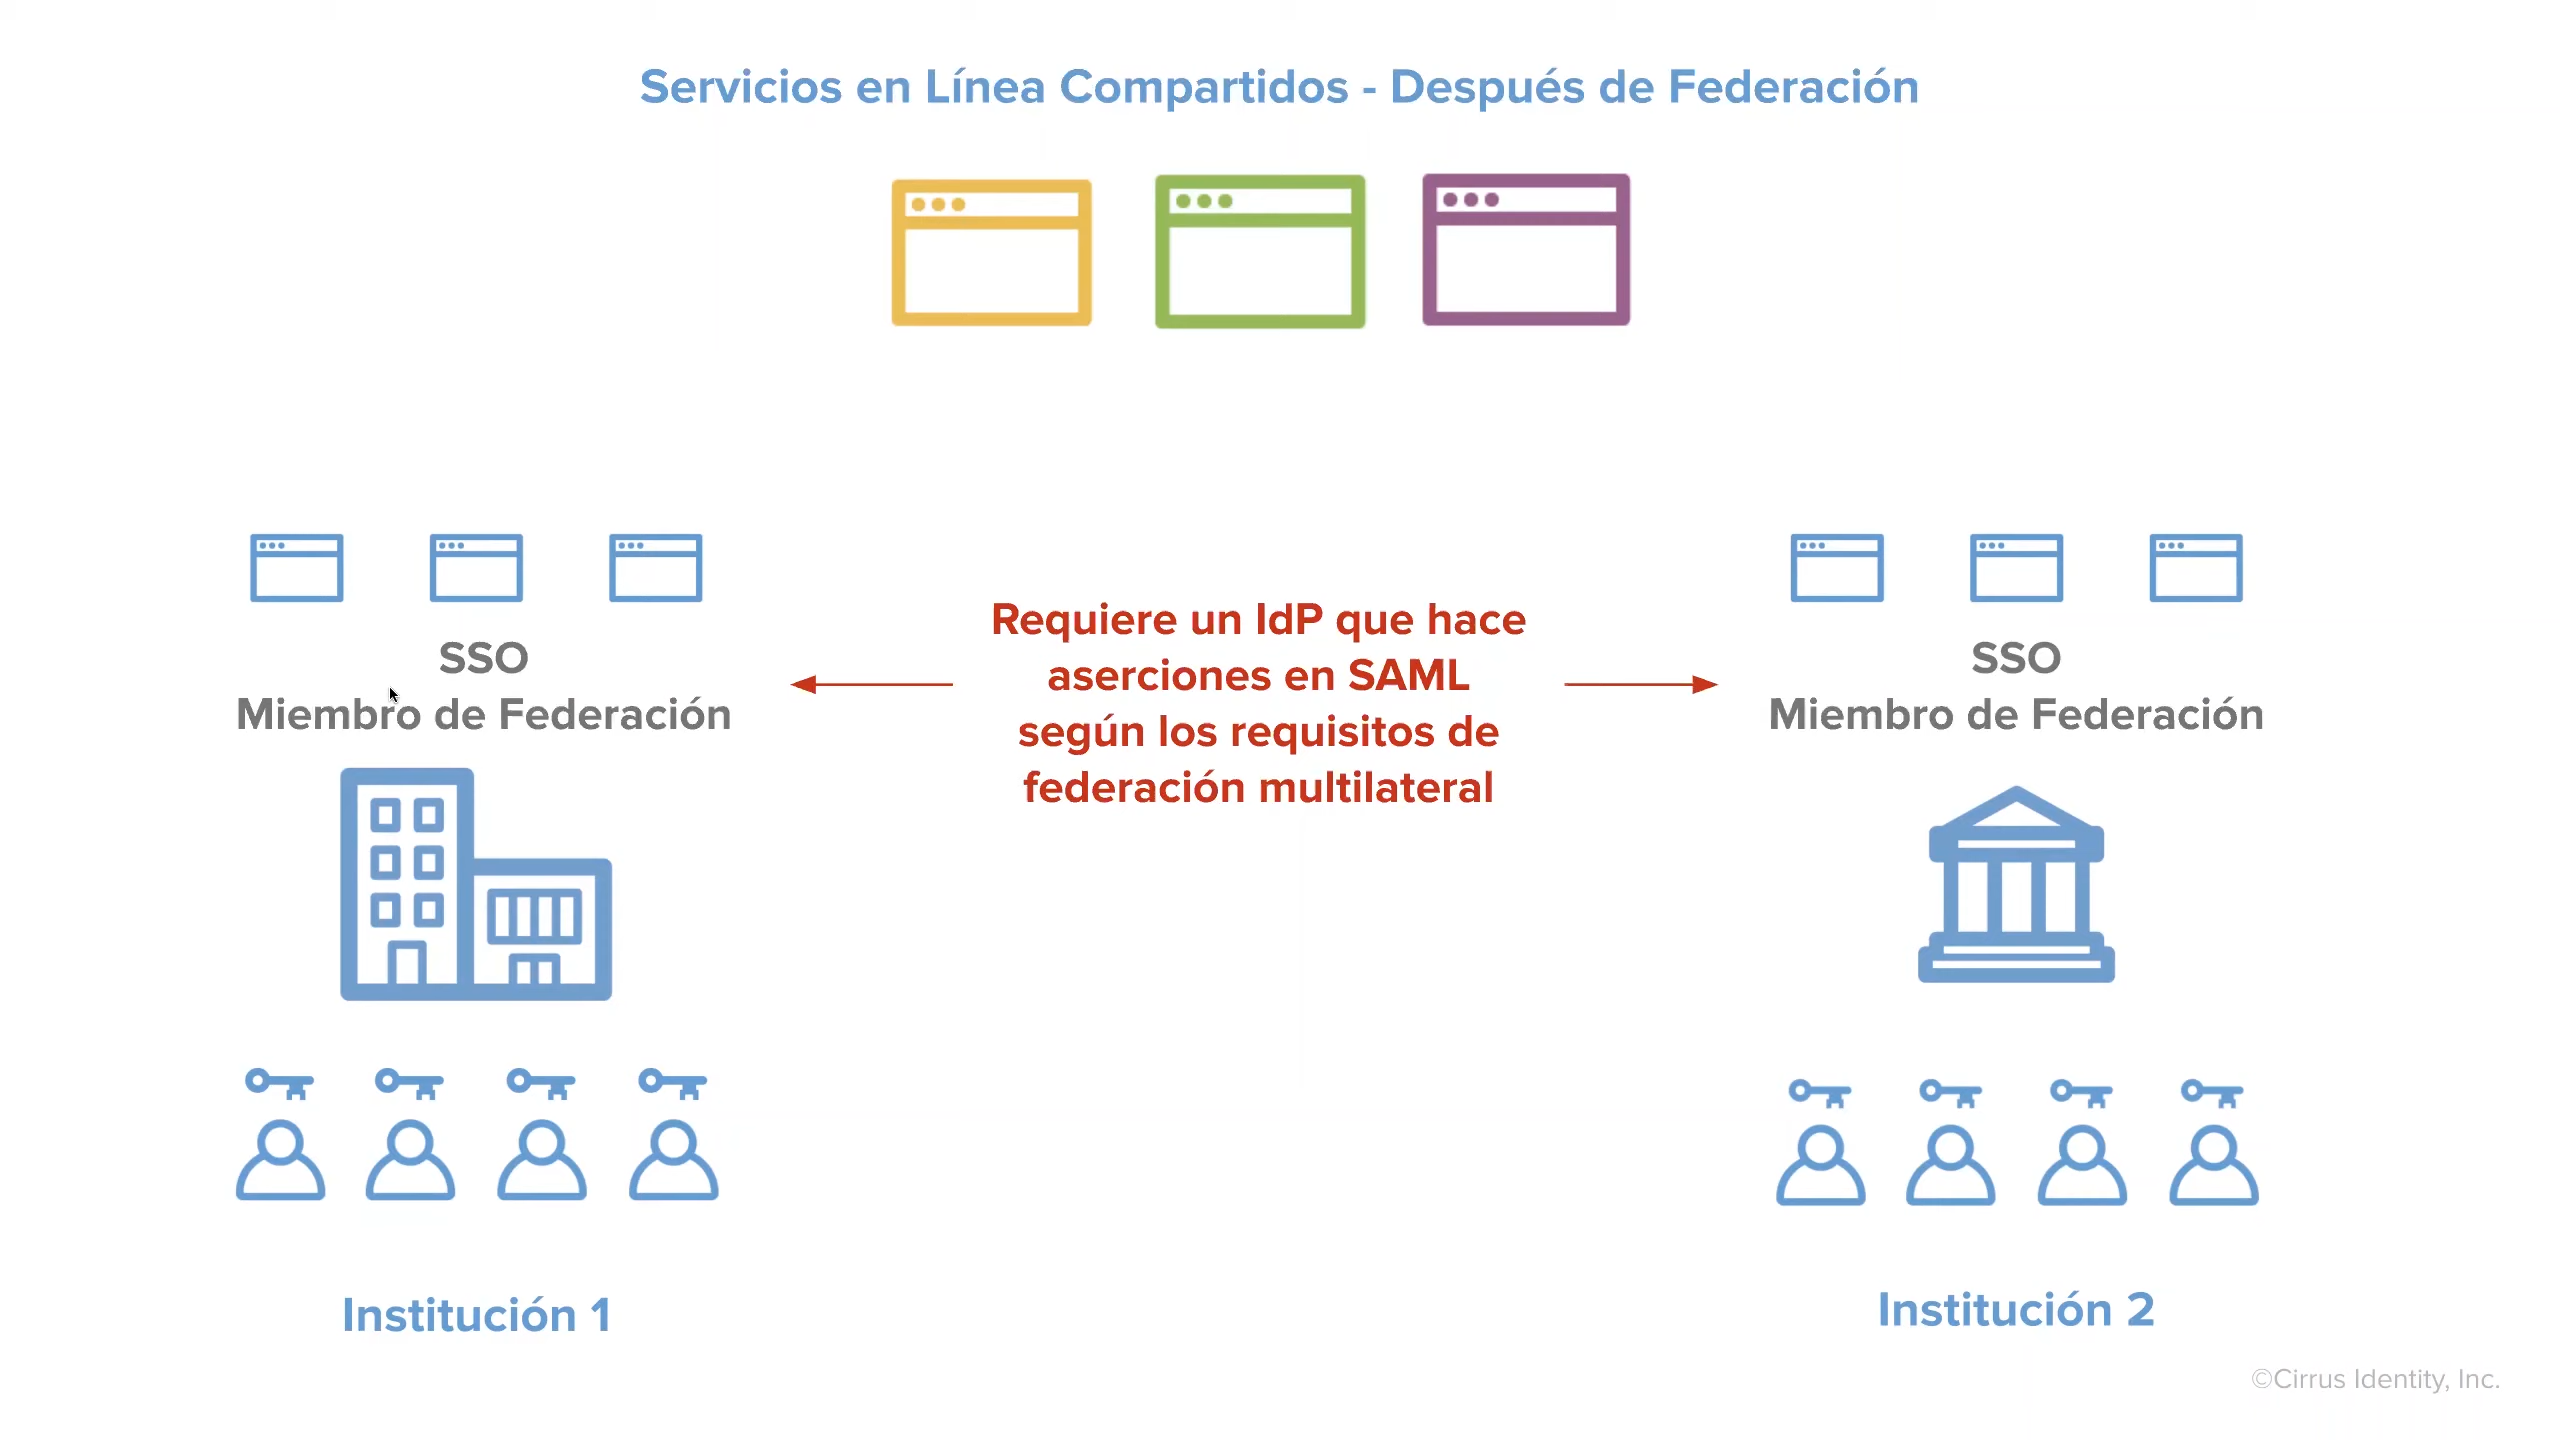 Servicios en Línea Compartidos - Después de Federación
SSO
Miembro de Federación
Requiere un IdP que hace
aserciones en SAML
según los requisitos de
federación multilateral
SSO
Miembro de Federación
Institución 1
Institución 2
©Cirrus Identity, Inc.